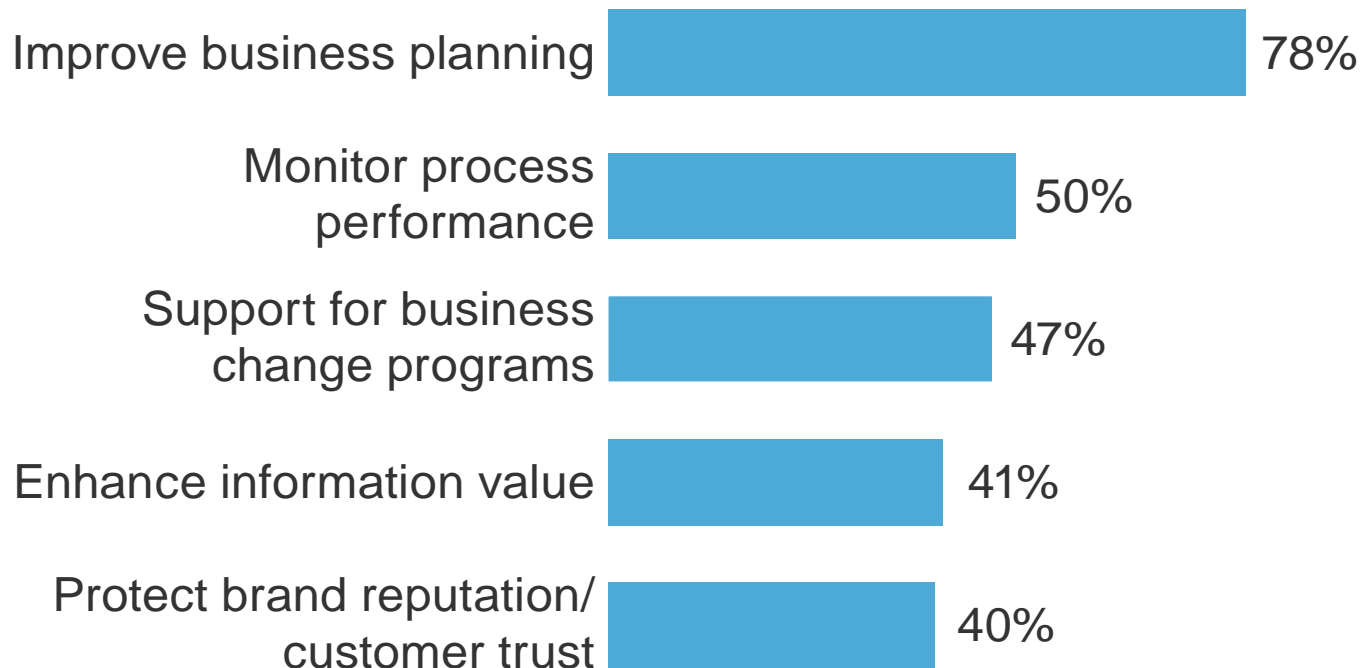 Improve business planning 78%
Monitor process
performance
50%
Support for business
change programs
47%
Enhance information value 41%
Protect brand reputation/
customer trust
40%